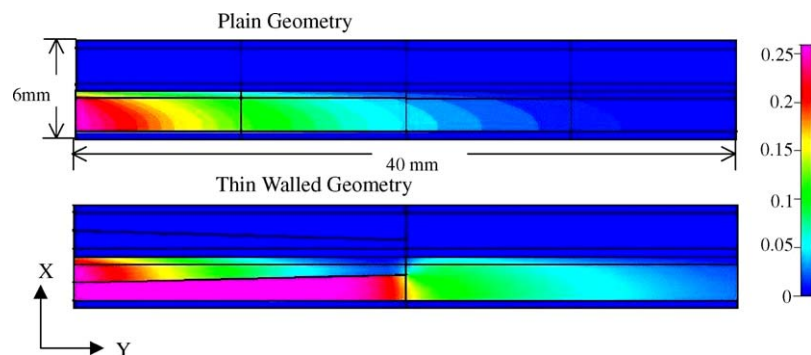 Plain Geometry
6mm
40 mm
Thin Walled Geometry
X
Y
0.25
0.2
0.15
0.1
0.05
0